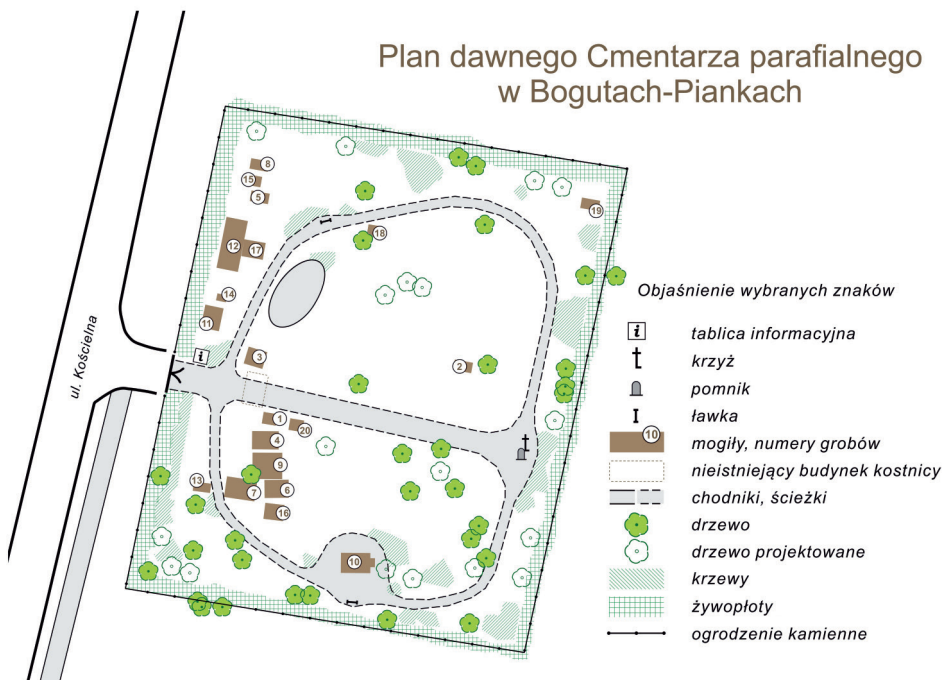 Plan dawnego Cmentarza parafialnego
w Bogutach-Piankach
8
15
5
19
12
17
18
14
11
ul. Kościelna
i
3
2
1
20
4
9
13
7
6
16
10
Objaśnienie wybranych znaków
i tablica informacyjna
krzyż
pomnik
ławka
10 mogiły, numery grobów
nieistniejący budynek kostnicy
chodniki, ścieżki
drzewo
drzewo projektowane
krzewy
żywopłoty
ogrodzenie kamienne